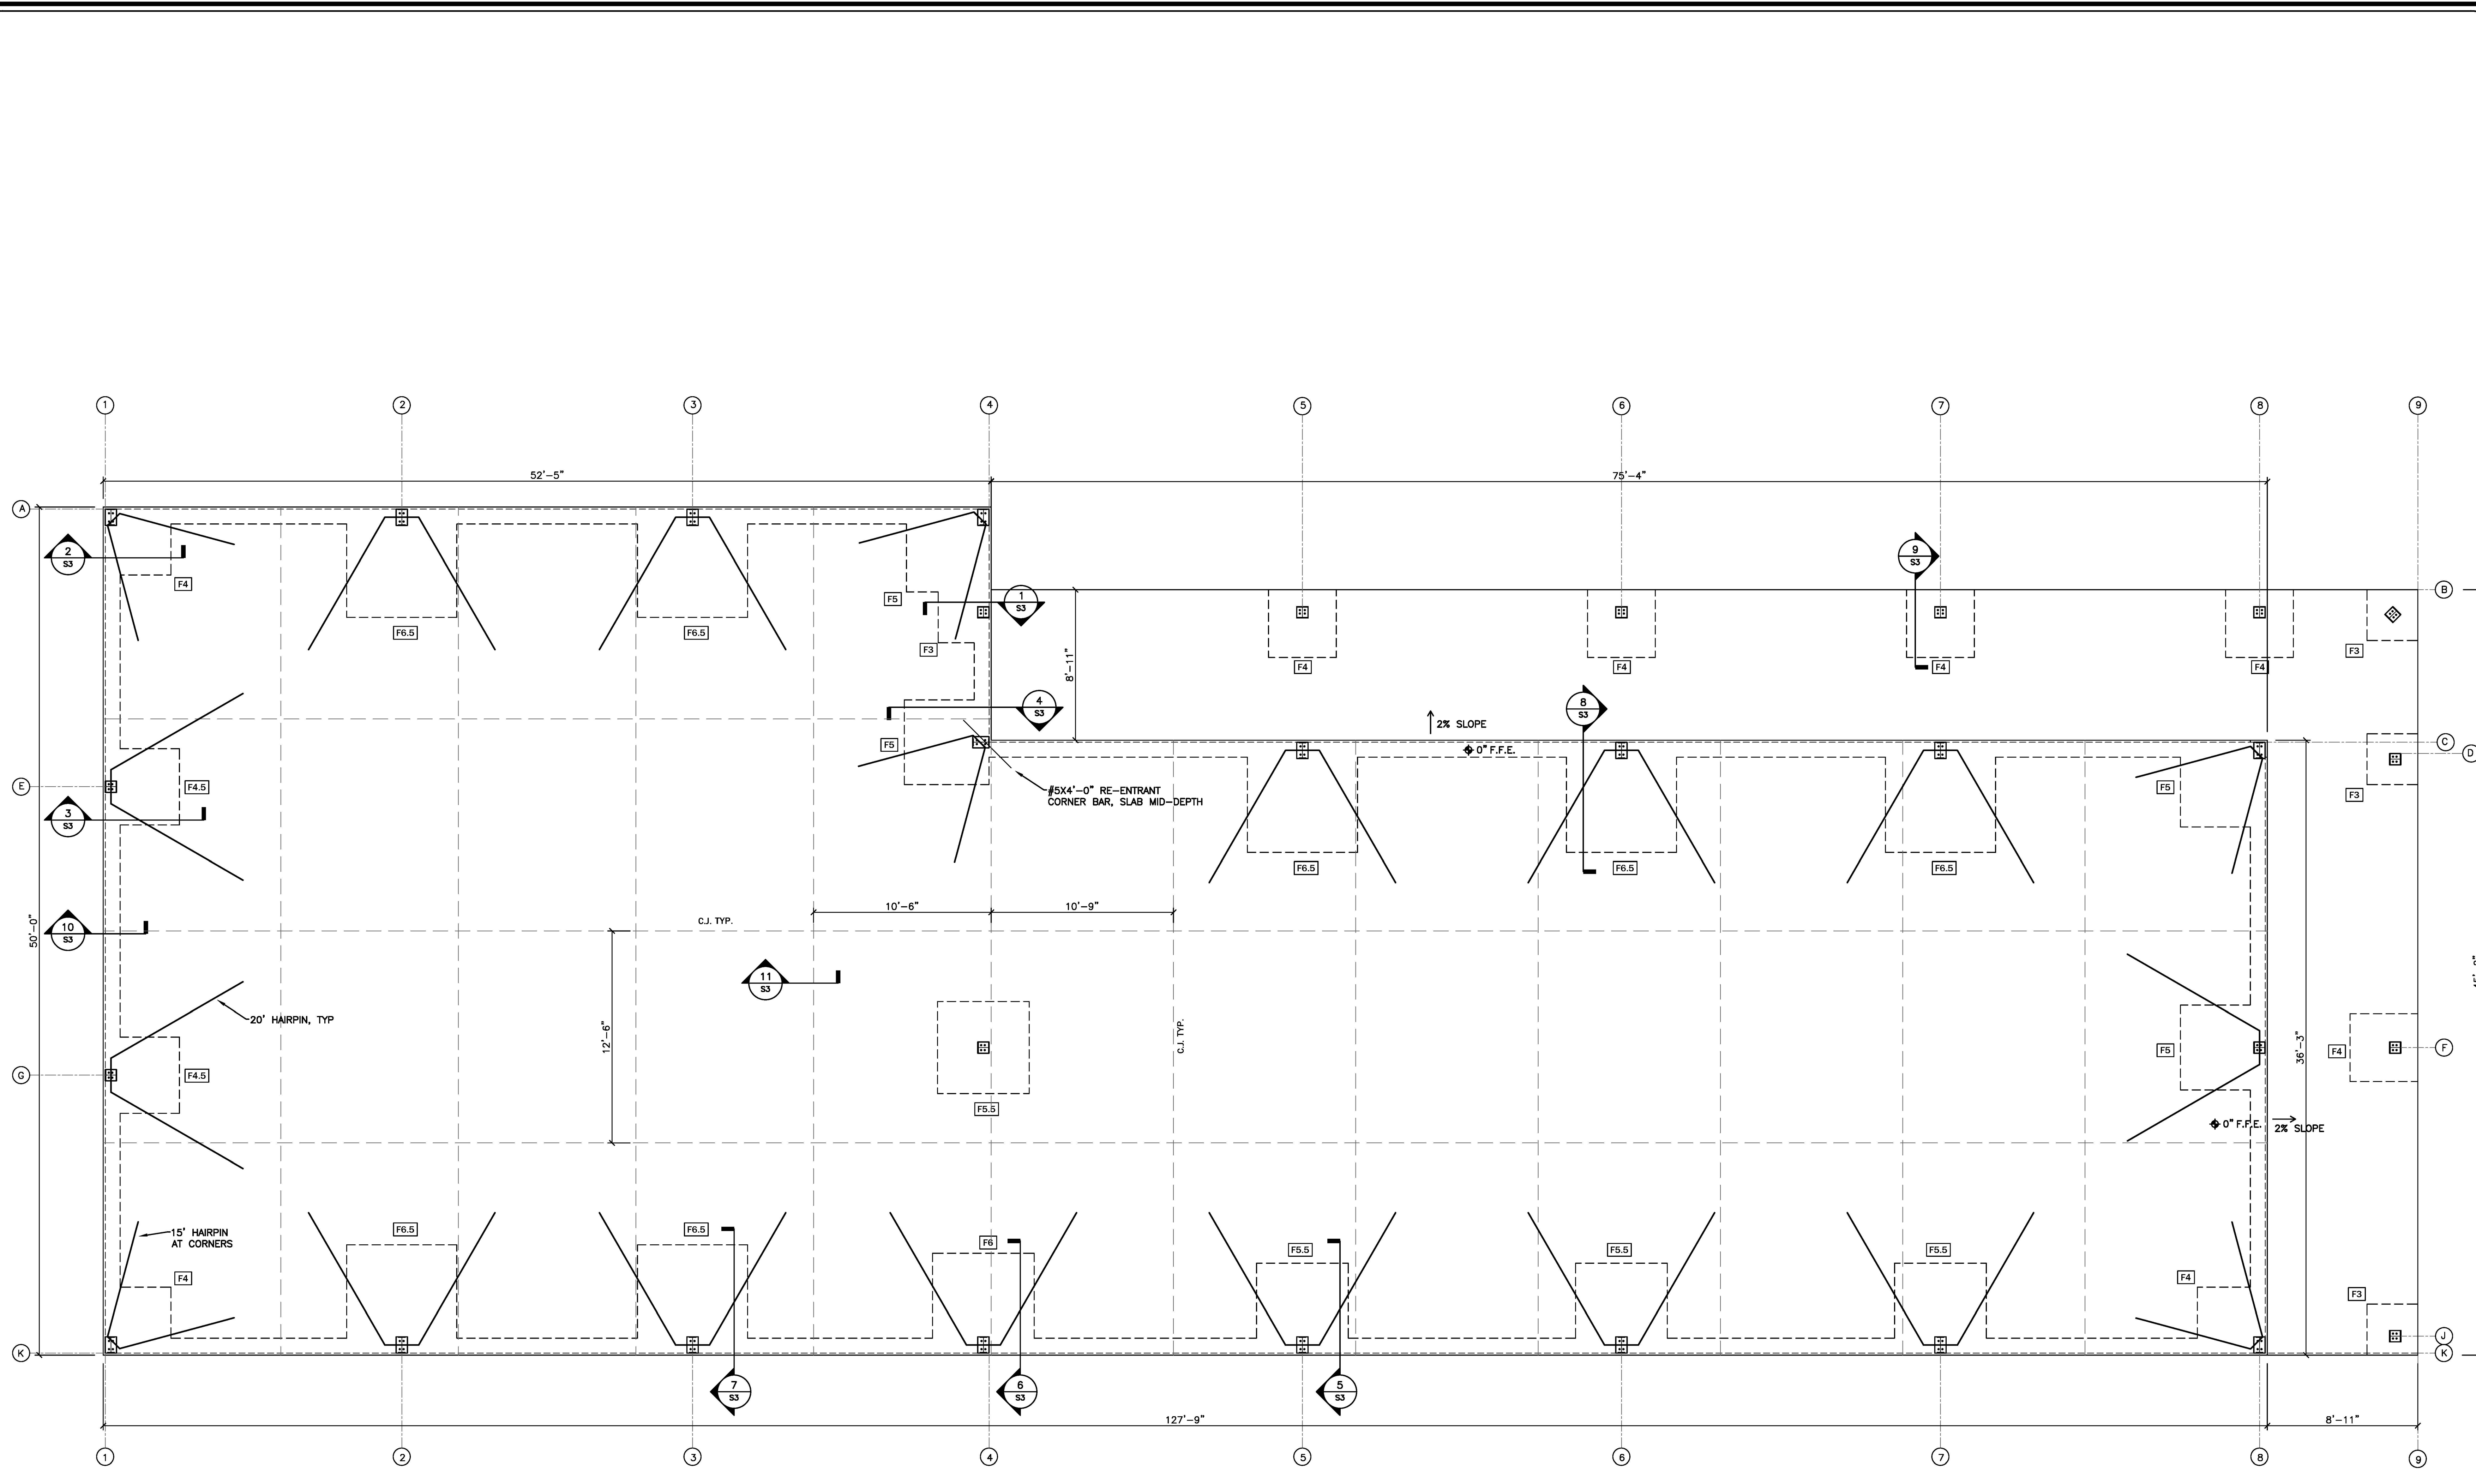 1
2
3
4
5
6
7
8
9
52'-5"
75'-4"
A
2
S3
9
S3
F4
B
F5
1
S3
F6.5
F6.5
F3
F3
8'-11"
F4
F4
F4
F4
4
S3
8
S3
2% SLOPE
F5
0" F.F.E.
C
D
E
F4.5
F5
F3
#5X4'-0" RE-ENTRANT
CORNER BAR, SLAB MID-DEPTH
3
S3
F6.5
F6.5
F6.5
10'-6"
10'-9"
C.J. TYP.
50'-0"
10
S3
11
S3
20' HAIRPIN, TYP
12'-6"
C.J. TYP.
36'-3"
F5
F4
F
G
F4.5
F5.5
0" F.F.E.
2% SLOPE
15' HAIRPIN
AT CORNERS
F6.5
F6.5
F6
F5.5
F5.5
F5.5
F4
F4
F3
J
K
K
7
S3
6
S3
5
S3
127'-9"
8'-11"
1
2
3
4
5
6
7
8
9